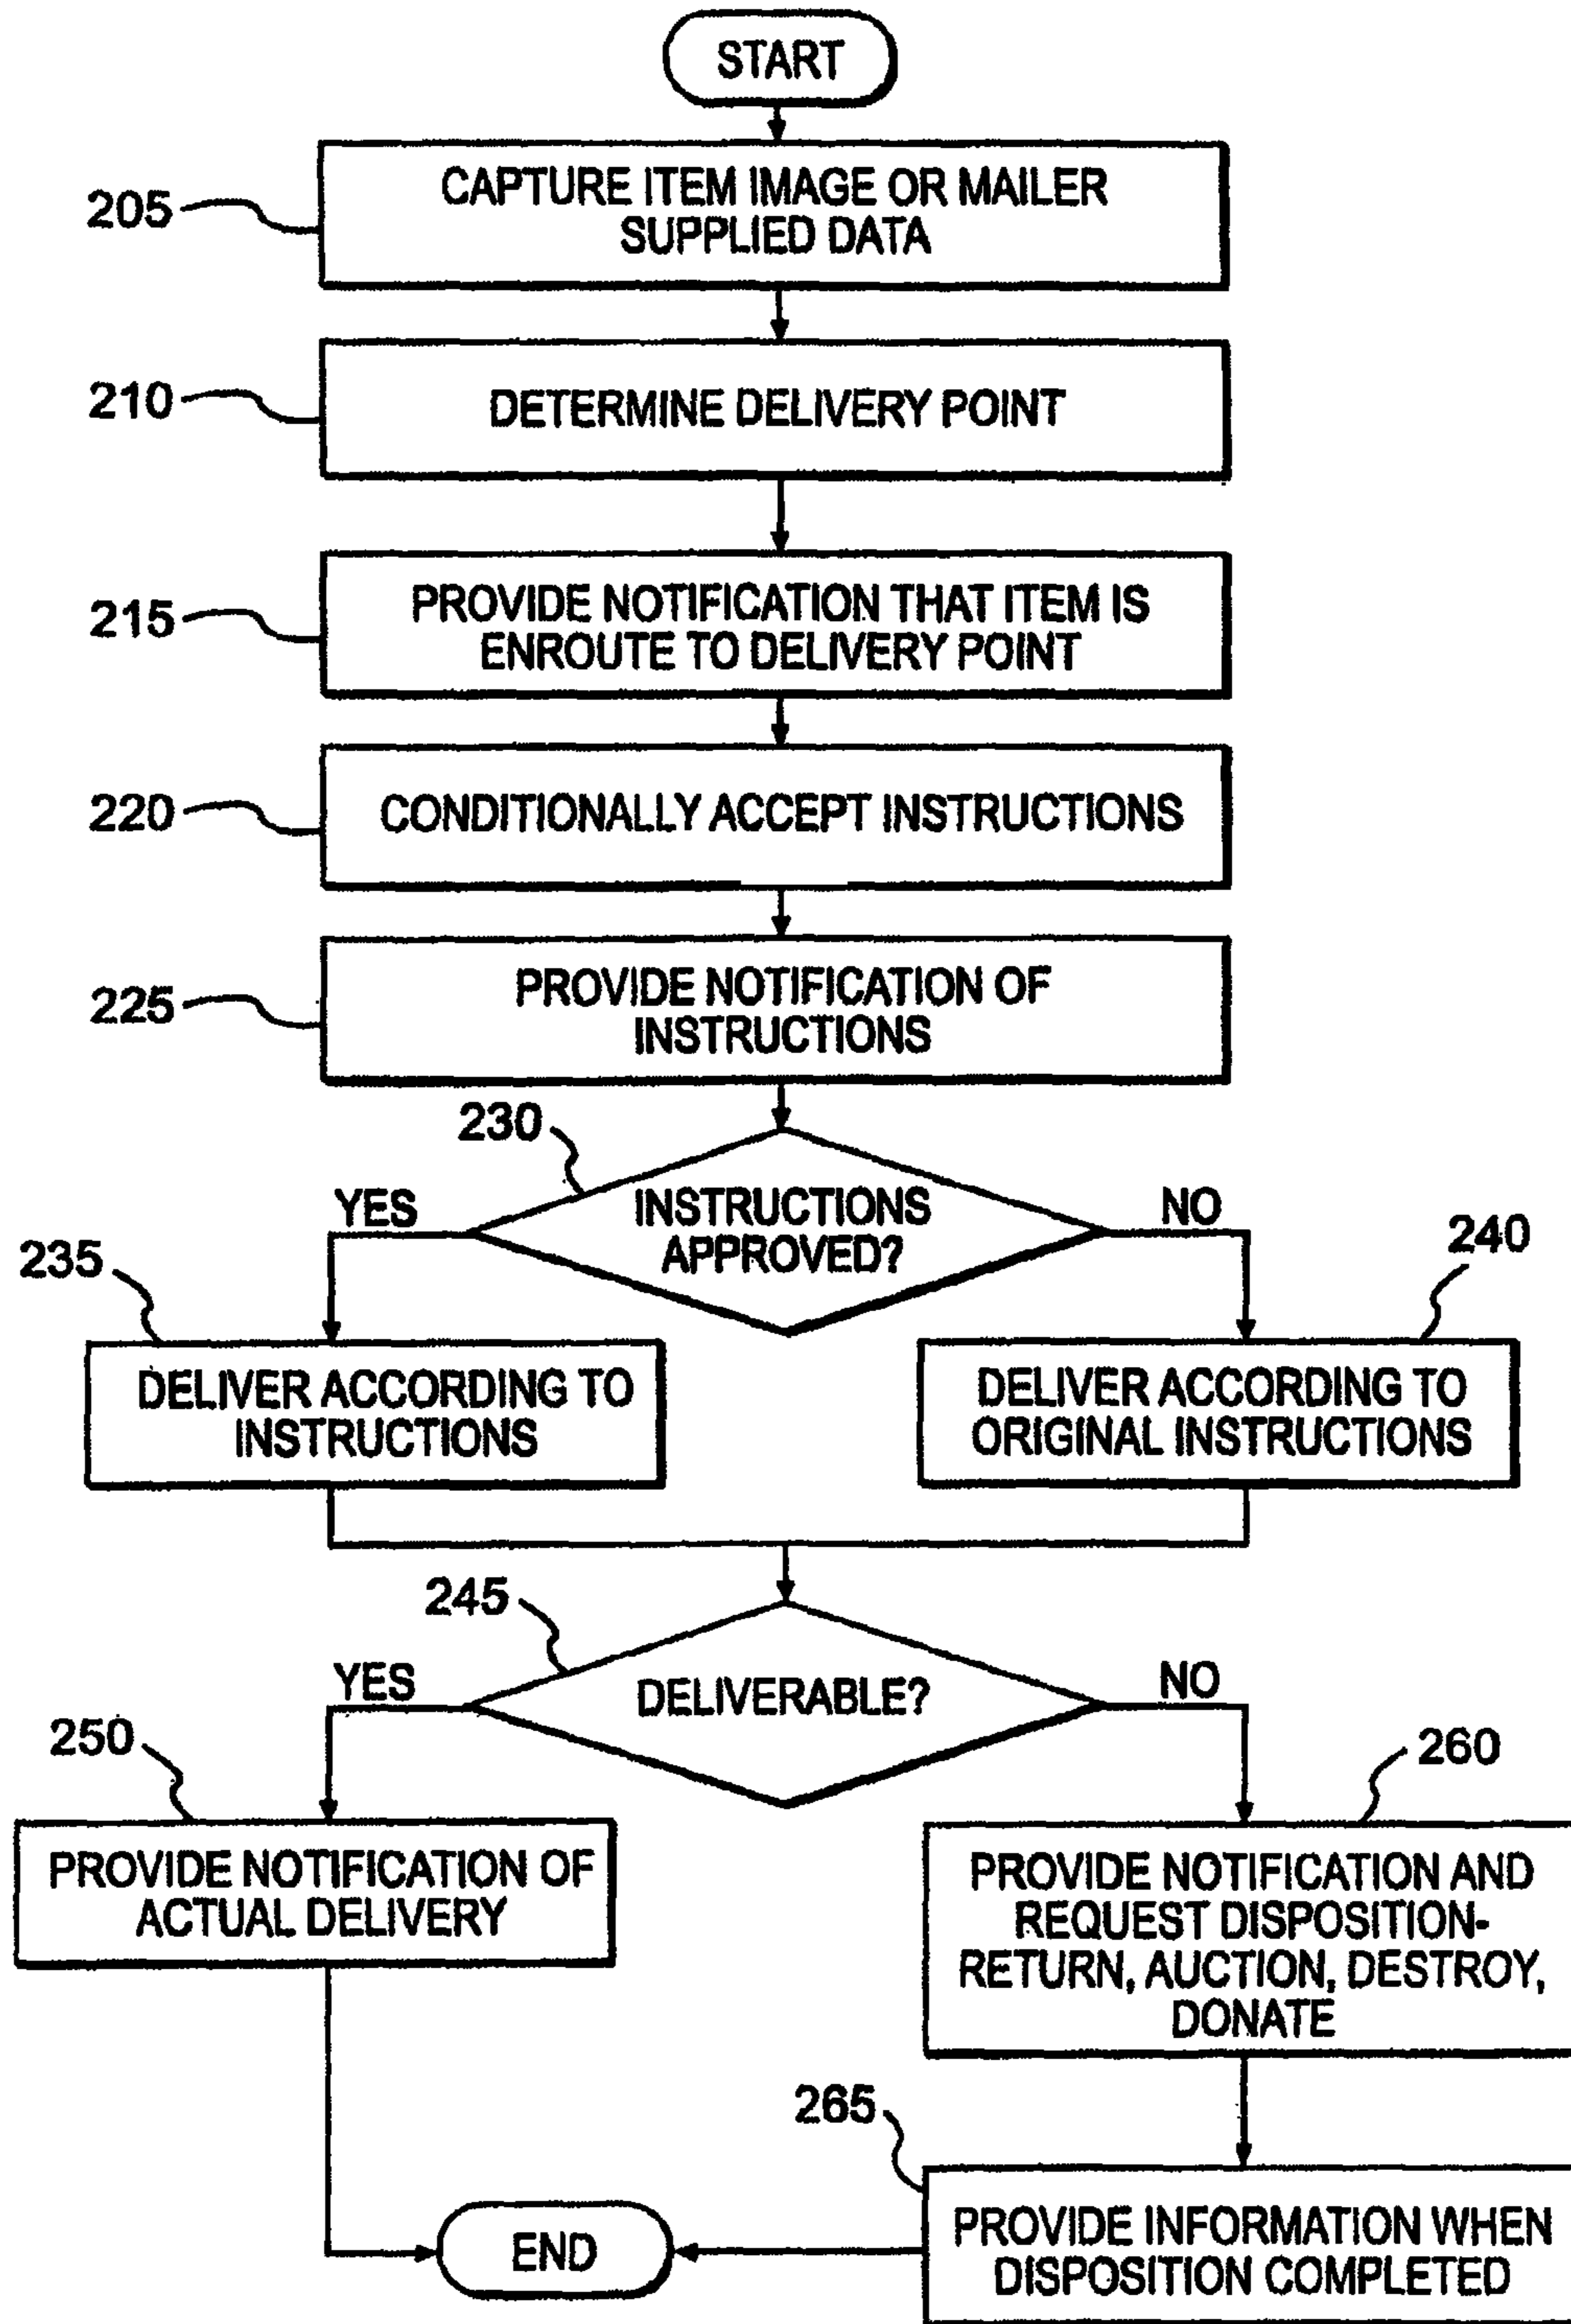 START
205
CAPTURE ITEM IMAGE OR MAILER
SUPPLIED DATA
210
DETERMINE DELIVERY POINT
215
PROVIDE NOTIFICATION THAT ITEM IS
ENROUTE TO DELIVERY POINT
220
CONDITIONALLY ACCEPT INSTRUCTIONS
225
PROVIDE NOTIFICATION OF
INSTRUCTIONS
230
YES
INSTRUCTIONS
APPROVED?
NO
235
240
DELIVER ACCORDING TO
INSTRUCTIONS
DELIVER ACCORDING TO
ORIGINAL INSTRUCTIONS
245
YES
DELIVERABLE?
NO
250
260
PROVIDE NOTIFICATION OF
ACTUAL DELIVERY
PROVIDE NOTIFICATION AND
REQUEST DISPOSITION-
RETURN, AUCTION, DESTROY,
DONATE
265
END
PROVIDE INFORMATION WHEN
DISPOSITION COMPLETED